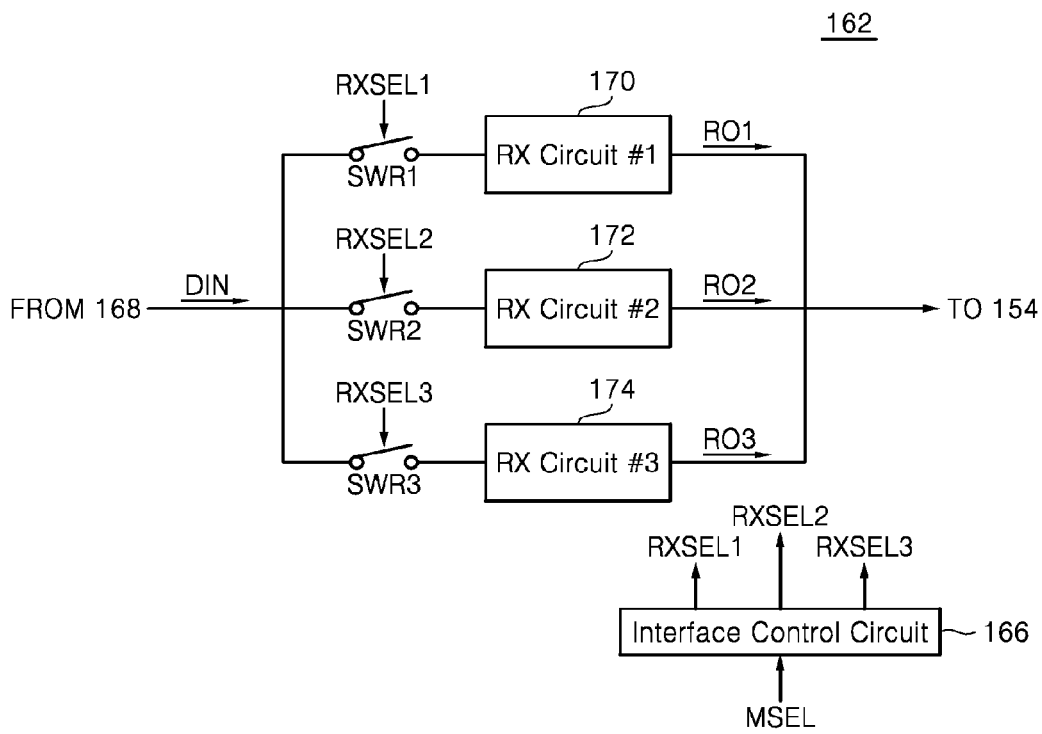 162
RXSEL1
170
RO1
RX Circuit #1
SWR1
RXSEL2
172
DIN
RO2
FROM 168
RX Circuit #2
TO 154
SWR2
RXSEL3
174
RO3
RX Circuit #3
SWR3
RXSEL2
RXSEL1
RXSEL3
Interface Control Circuit
166
MSEL